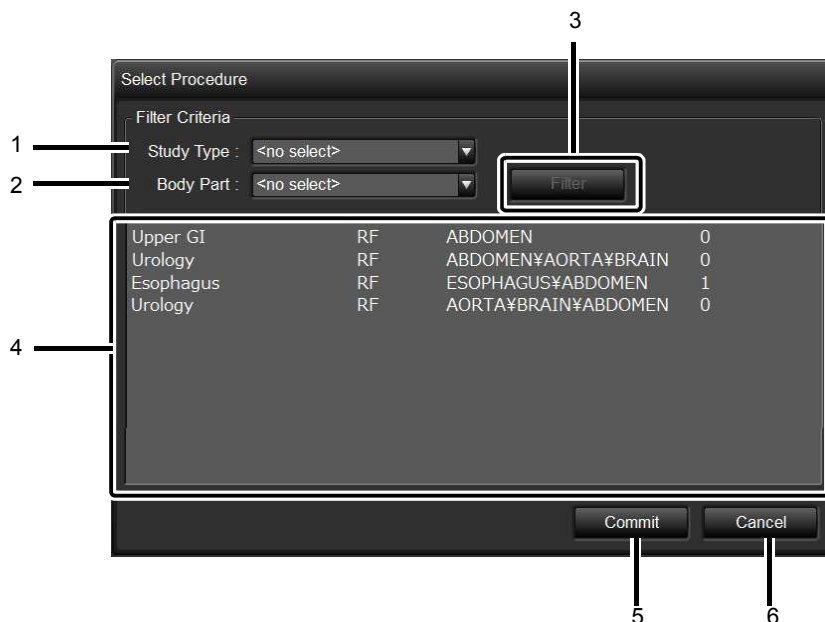 3
Select Procedure
Filter Criteria
1
Study Type : <no select>
2
Body Part : <no select>
Filter
Upper GI RF ABDOMEN 0
Urology RF ABDOMEN¥AORTA¥BRAIN 0
Esophagus RF ESOPHAGUS¥ABDOMEN 1
Urology RF AORTA¥BRAIN¥ABDOMEN 0
4
Commit Cancel
5 6